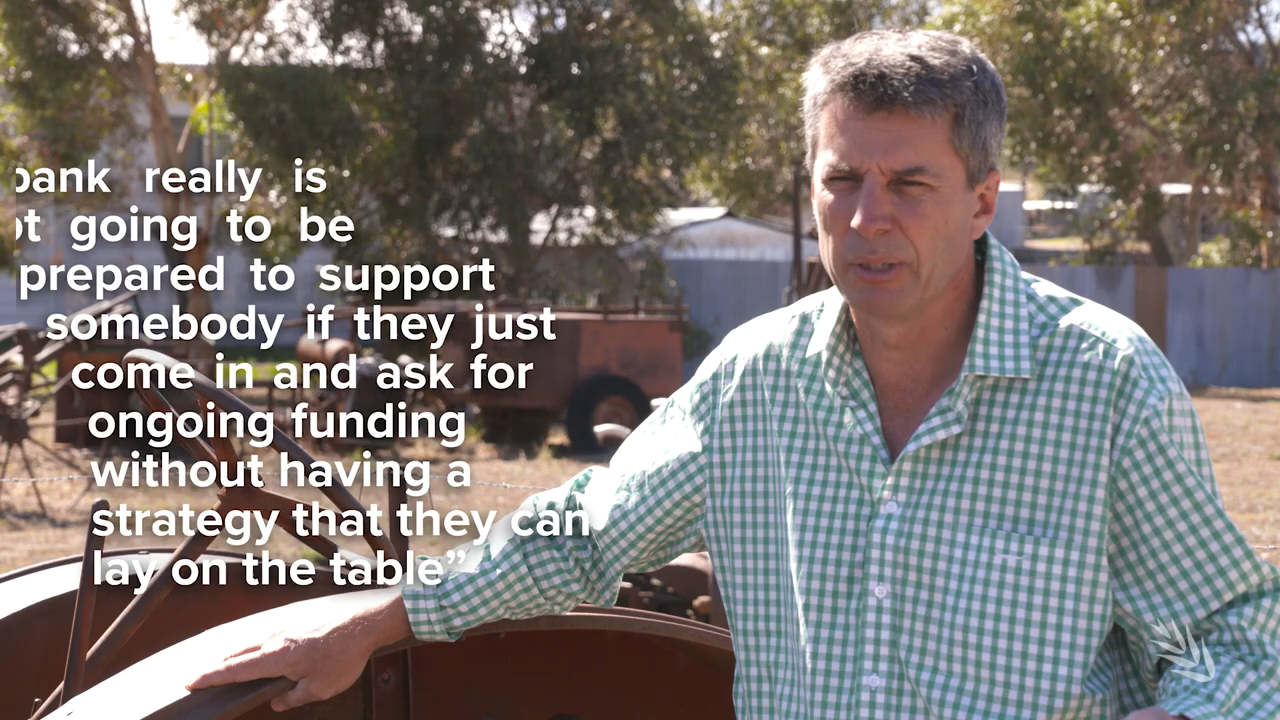 bank really is
going to be
prepared to support
somebody if they just
come in and ask for
ongoing funding
without having a
strategy that they can
lay on the table”